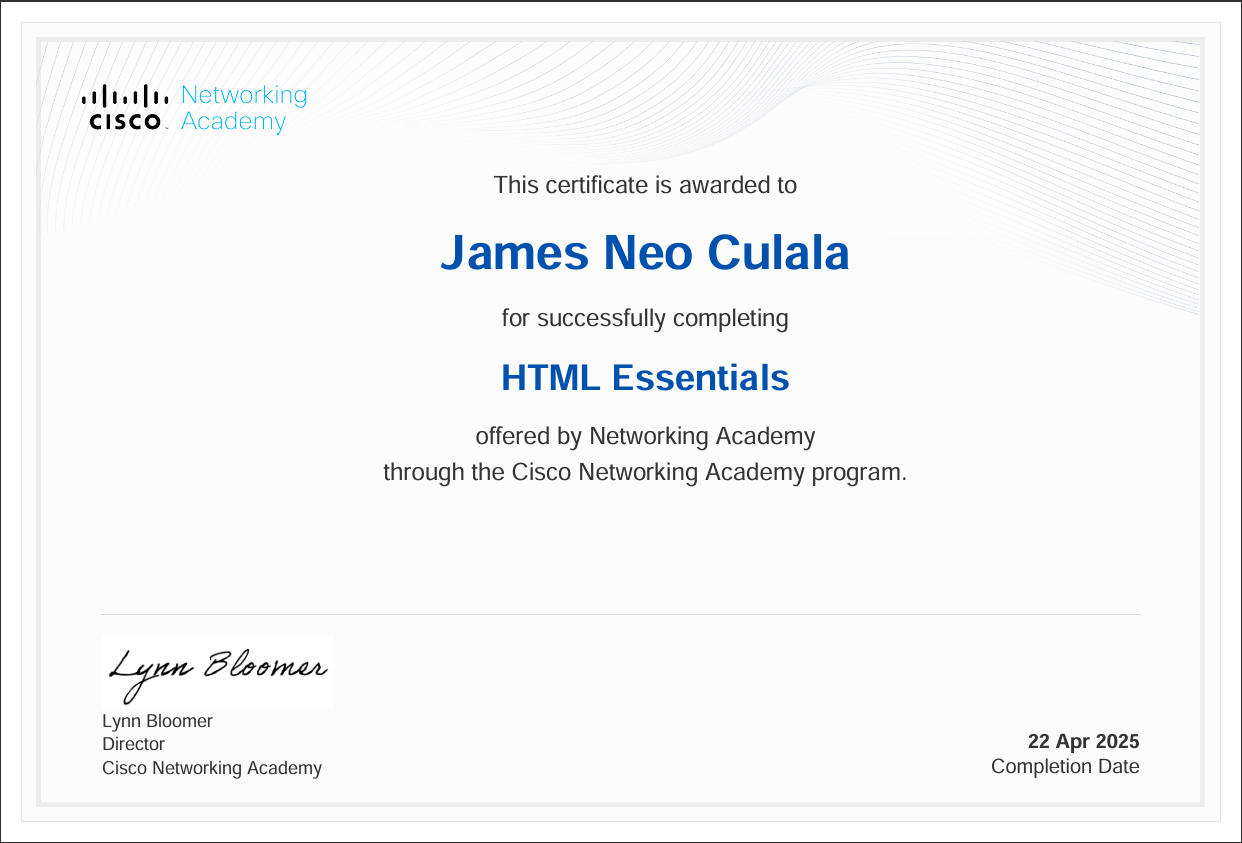 Networking
CISCO Academy
This certificate is awarded to
James Neo Culala
for successfully completing
HTML Essentials
offered by Networking Academy
through the Cisco Networking Academy program.
Lynn Bloomer
Lynn Bloomer
Director
Cisco Networking Academy
22 Apr 2025
Completion Date